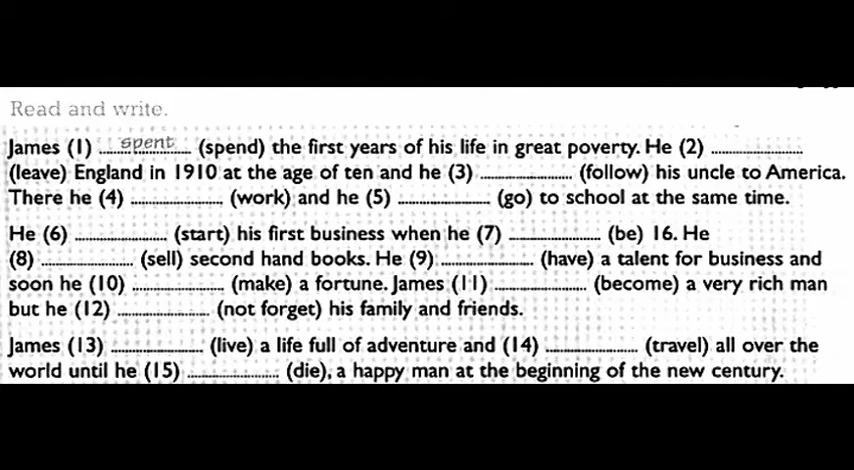 Read and write.
James (1) ....spent.... (spend) the first years of his life in great poverty. He (2) ........................
(leave) England in 1910 at the age of ten and he (3) ........................ (follow) his uncle to America.
There he (4) ........................ (work) and he (5) ........................ (go) to school at the same time.
He (6) ........................ (start) his first business when he (7) ........................ (be) 16. He
(8) ........................ (sell) second hand books. He (9) ........................ (have) a talent for business and
soon he (10) ........................ (make) a fortune. James (11) ........................ (become) a very rich man
but he (12) ........................ (not forget) his family and friends.
James (13) ........................ (live) a life full of adventure and (14) ........................ (travel) all over the
world until he (15) ........................ (die), a happy man at the beginning of the new century.